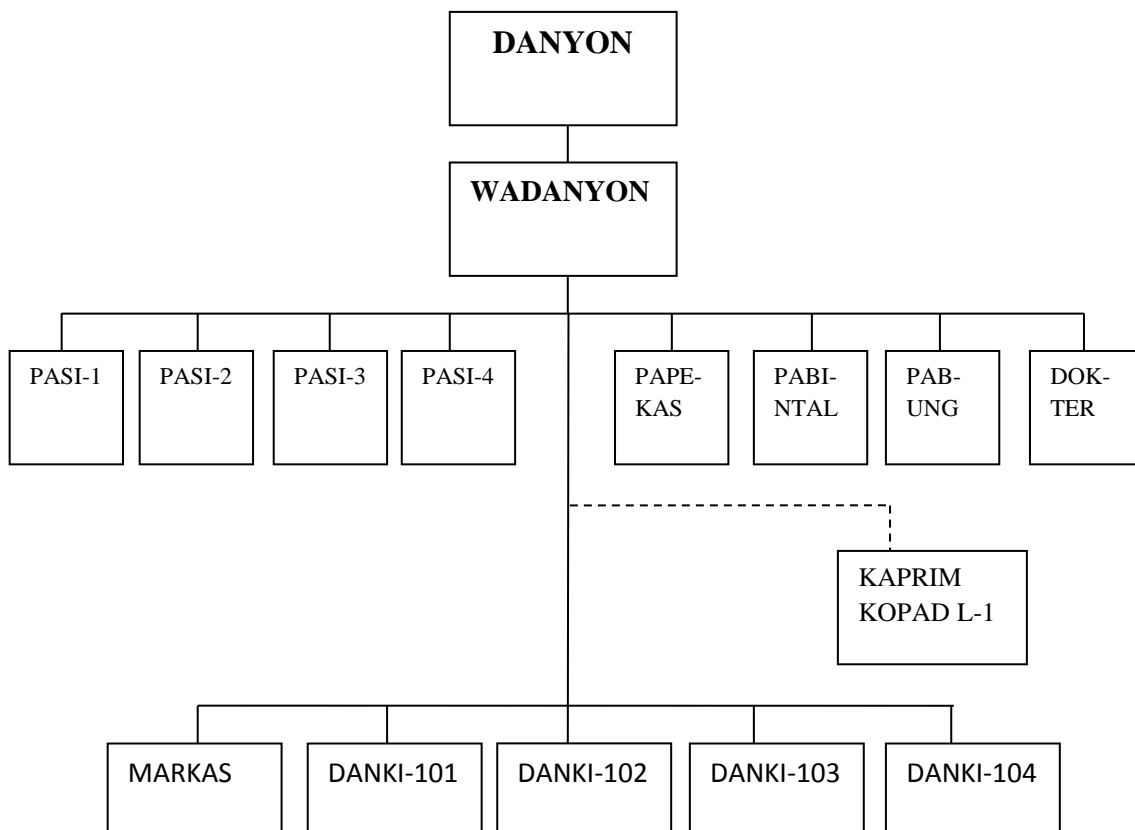 DANYON
WADANYON
PASI-1
PASI-2
PASI-3
PASI-4
PAPE-
KAS
PABI-
NTAL
PAB-
UNG
DOK-
TER
KAPRIM
KOPAD L-1
MARKAS
DANKI-101
DANKI-102
DANKI-103
DANKI-104